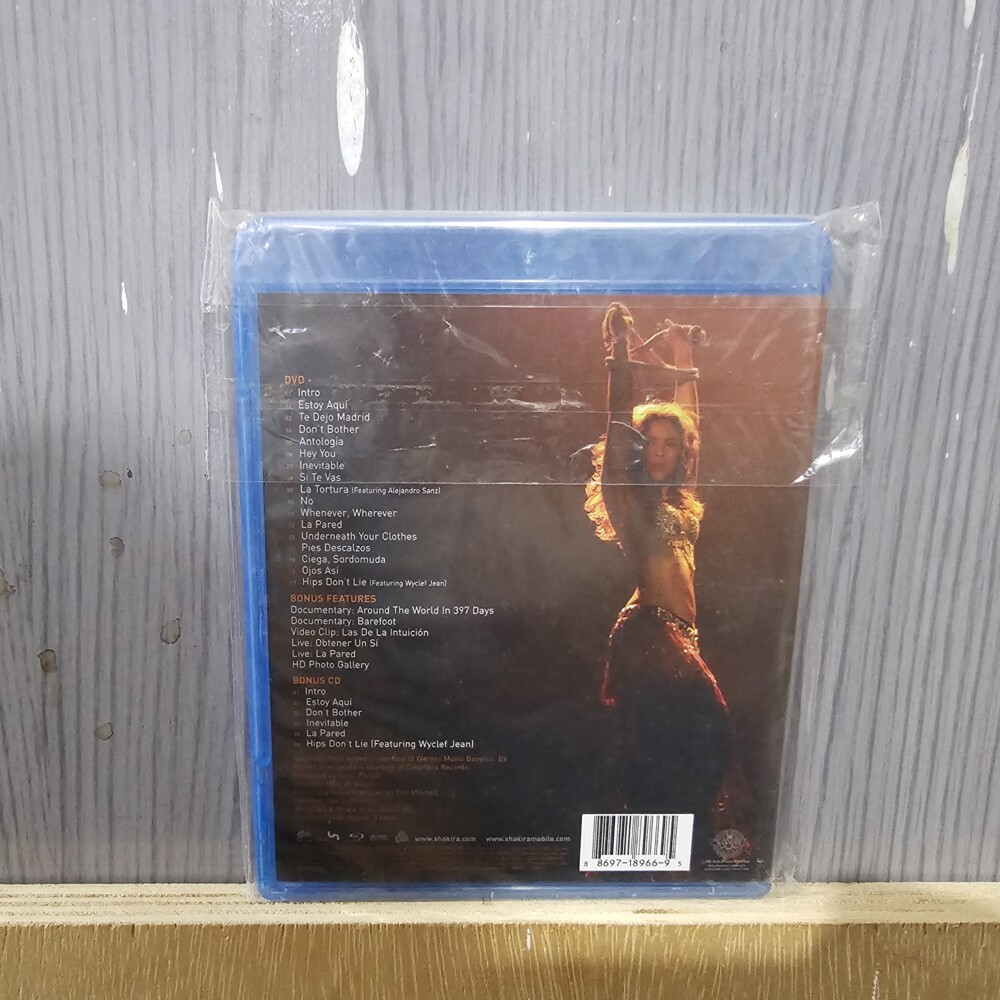 DVD
Intro
Estoy Aquí
Te Dejo Madrid
Don't Bother
Antología
Hey You
Inevitable
Si Te Vas
La Tortura (Featuring Alejandro Sanz)
No
Whenever, Wherever
La Pared
Underneath Your Clothes
Pies Descalzos
Ciega, Sordomuda
Ojos Así
Hips Don't Lie (Featuring Wyclef Jean)
BONUS FEATURES
Documentary: Around The World In 397 Days
Documentary: Barefoot
Video Clip: Las De La Intuición
Live: Obtener Un Sí
Live: La Pared
HD Photo Gallery
BONUS CD
Intro
Estoy Aquí
Don't Bother
Inevitable
La Pared
Hips Don't Lie (Featuring Wyclef Jean)
www.shakira.com www.shakiramobile.com
8 8697-18966-9 5